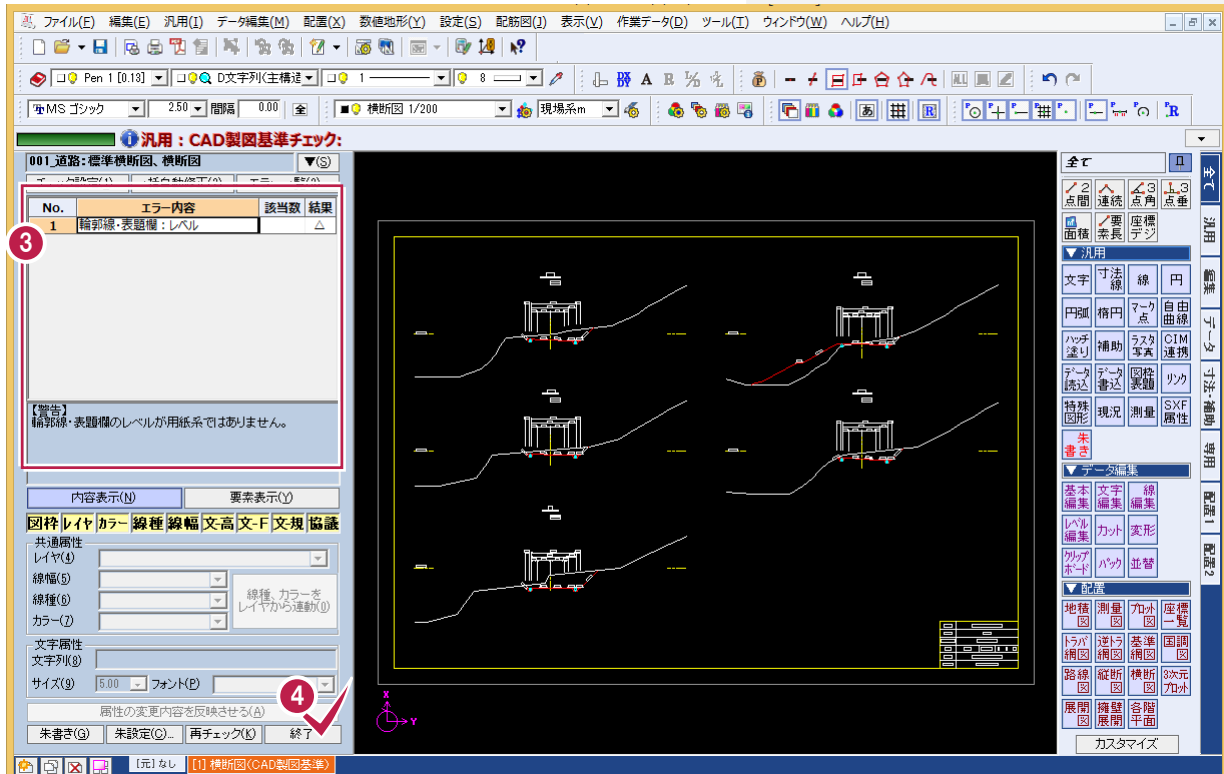 ファイル(F) 編集(E) 汎用(I) データ編集(M) 配置(X) 数値地形(Y) 設定(S) 配筋図(J) 表示(V) 作業データ(D) ツール(T) ウィンドウ(W) ヘルプ(H)
Pen 1 [0.13] D文字列(主構造 1 8
MS ゴシック 2.50 間隔 0.00 全 横断図 1/200 現場系m
汎用：CAD製図基準チェック:
001_道路：標準横断図、横断図 ▼(S)
No. エラー内容 該当数 結果
1 輪郭線・表題欄：レベル △
3
【警告】
輪郭線・表題欄のレベルが用紙系ではありません。
内容表示(N) 要素表示(Y)
図枠 レイヤ カラー 線種 線幅 文-高 文-F 文-規 協議
共通属性
レイヤ(4)
線幅(5)
線種(6)
カラー(7)
線種、カラーを
レイヤから連動(0)
文字属性
文字列(8)
サイズ(9) 5.00 フォント(P)
4
属性の変更内容を反映させる(A)
朱書き(G) 朱設定(C)... 再チェック(K) 終了
[元] なし [1] 横断図(CAD製図基準)
X
Y
全て
2点間 連続 3点角 3点垂
面積 要素長 座標デジ
▼ 汎用
文字 寸法線 線 円
円弧 楕円 マーク点 自由曲線
ハッチ塗り 補助 ラスタ写真 CIM連携
データ読込 データ書込 図枠表題 リンク
特殊図形 現況 測量 SXF属性
朱書き
▼ データ編集
基本編集 文字編集 線編集
レベル編集 カット 変形
クリップボード パック 並替
▼ 配置
地積図 測量図 プロット図 座標一覧
トラバ網図 逆トラ網図 基準網図 国調図
路線図 縦断図 横断図 3次元プロット
展開図 擁壁展開 各階平面
カスタマイズ
全て
汎用
編集
データ
寸法・補助
専用
配置1
配置2